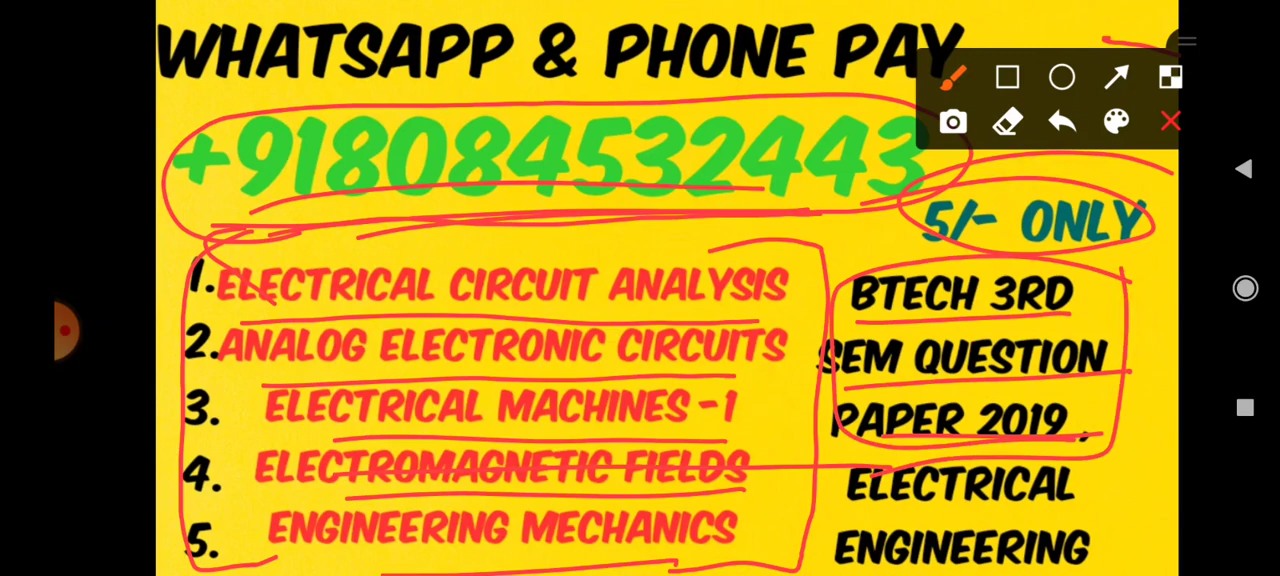 WHATSAPP & PHONE PAY
+918084532443
5/- ONLY
1. ELECTRICAL CIRCUIT ANALYSIS
2. ANALOG ELECTRONIC CIRCUITS
3. ELECTRICAL MACHINES -1
4. ELECTROMAGNETIC FIELDS
5. ENGINEERING MECHANICS
BTECH 3RD
SEM QUESTION
PAPER 2019 ,
ELECTRICAL
ENGINEERING